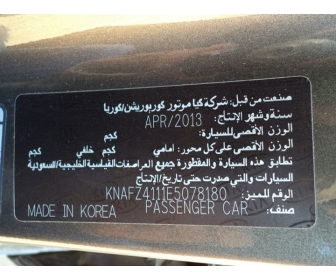 صنعت من قبل: شركة كيا موتور كوربوريشن/كوريا
سنة وشهر الإنتاج: APR/2013
الوزن الأقصى للسيارة: كجم
الوزن الأقصى على كل محور: امامي كجم خلفي كجم
تطابق هذه السيارة والمقطورة جميع المواصفات القياسية الخليجية/السعودية
السارية والتي صدرت حتى تاريخ/الإنتاج
الرقم المميز: KNAFZ4111E5078180
صنف: PASSENGER CAR MADE IN KOREA